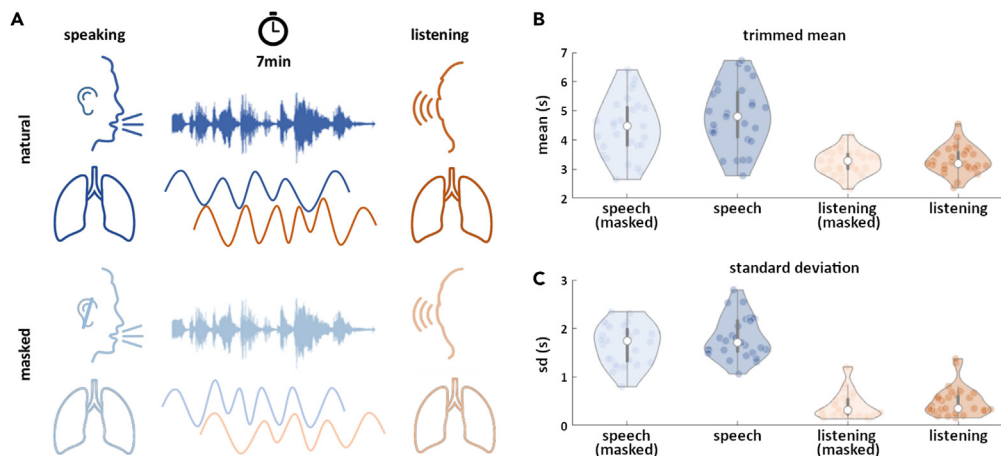 A
speaking
7min
listening
natural
masked
B
trimmed mean
mean (s)
7
6
5
4
3
2
speech
(masked)
speech
listening
(masked)
listening
C
standard deviation
sd (s)
3
2
1
0
speech
(masked)
speech
listening
(masked)
listening